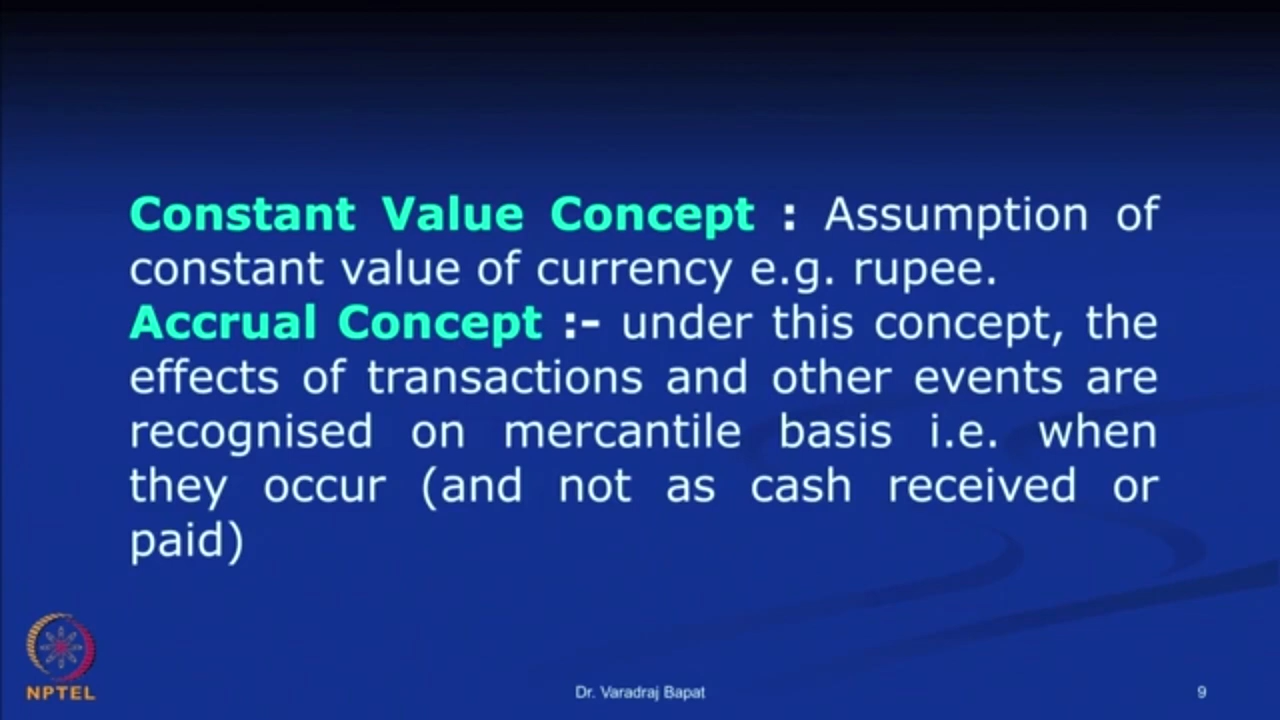 Constant Value Concept : Assumption of
constant value of currency e.g. rupee.
Accrual Concept :- under this concept, the
effects of transactions and other events are
recognised on mercantile basis i.e. when
they occur (and not as cash received or
paid)
NPTEL
Dr. Varadraj Bapat
9